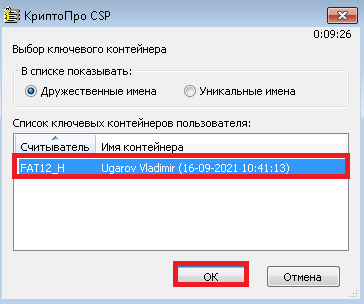 КриптоПро CSP
0:09:26
Выбор ключевого контейнера
В списке показывать:
Дружественные имена Уникальные имена
Список ключевых контейнеров пользователя:
Считыватель Имя контейнера
FAT12_H Ugarov Vladimir (16-09-2021 10:41:13)
OK Отмена